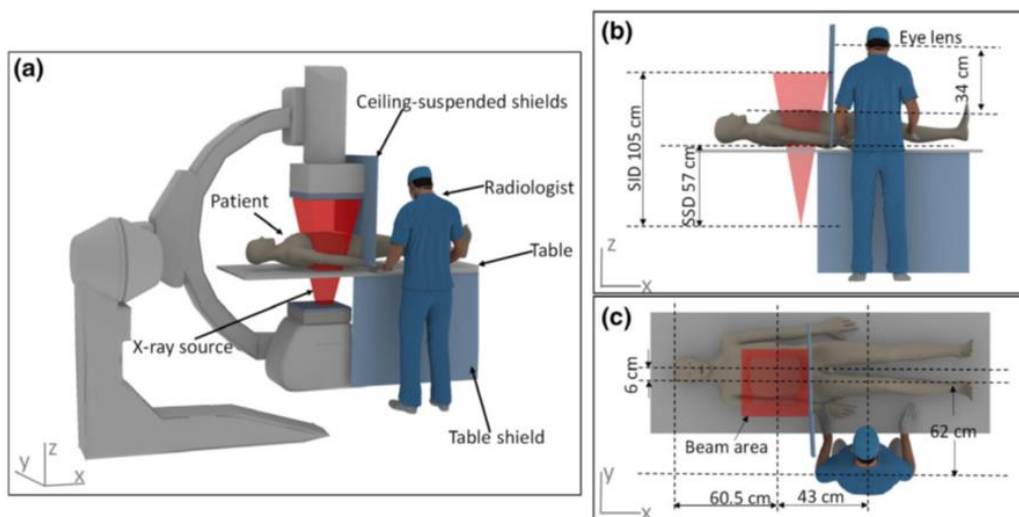 (a)
Ceiling-suspended shields
Patient
Radiologist
Table
X-ray source
Table shield
y
z
x
(b)
Eye lens
34 cm
SID 105 cm
SSD 57 cm
z
x
(c)
6 cm
62 cm
Beam area
60.5 cm
43 cm
y
x